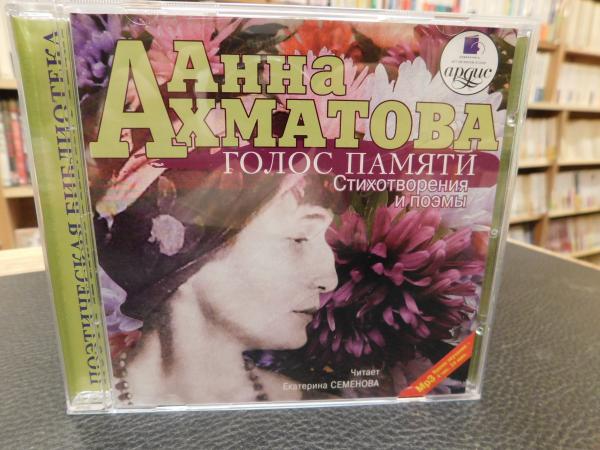 ПОЭТИЧЕСКАЯ БИБЛИОТЕКА
Анна
Ахматова
ГОЛОС ПАМЯТИ
Стихотворения
и поэмы
ардис
Читает
Екатерина СЕМЕНОВА
Mp3